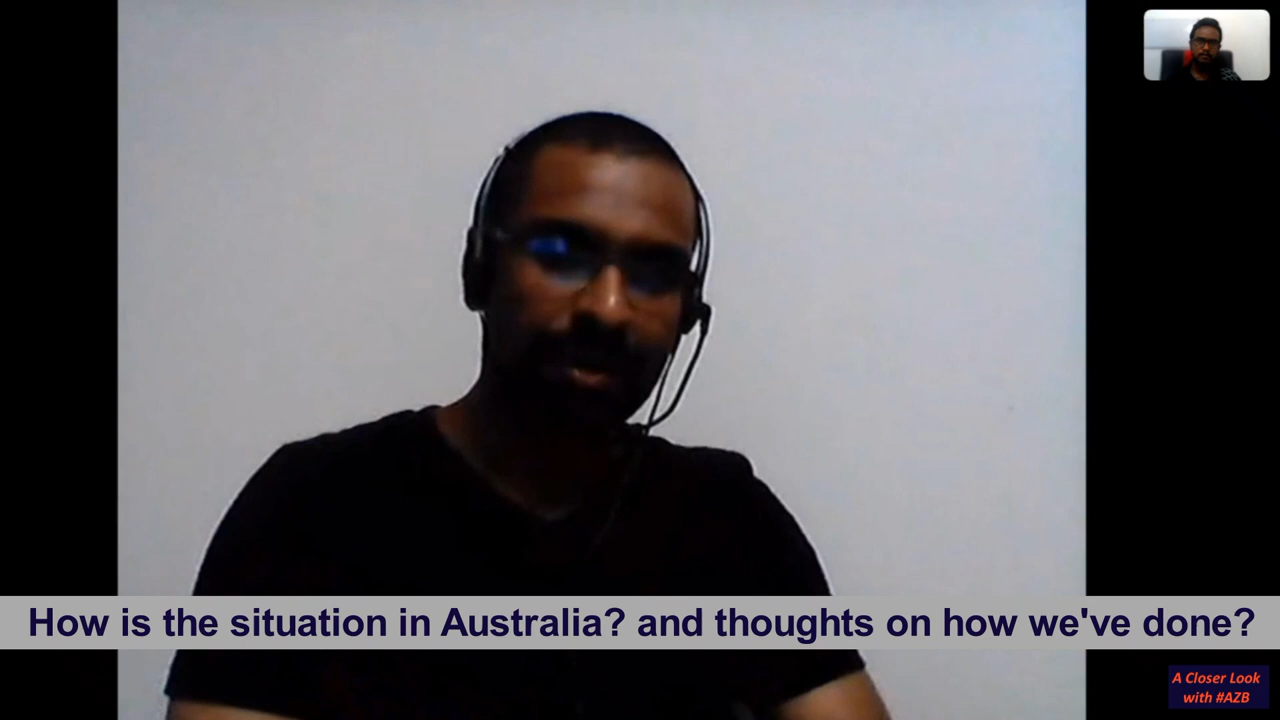 How is the situation in Australia? and thoughts on how we've done?
A Closer Look
with #AZB